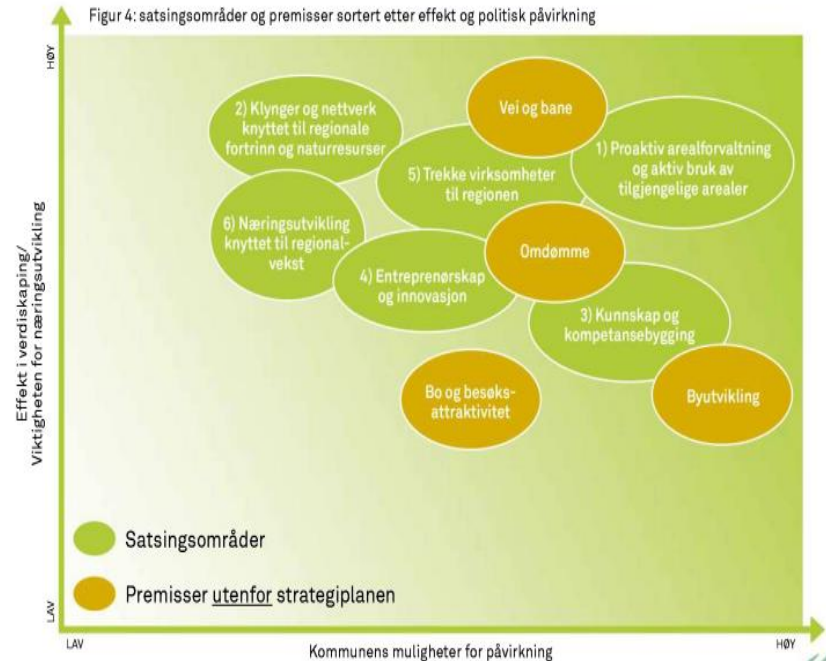 Figur 4: satsingsområder og premisser sortert etter effekt og politisk påvirkning
HØY
Effekt i verdiskaping/
Viktigheten for næringsutvikling
LAV
2) Klynger og nettverk
knyttet til regionale
fortrinn og naturresurser
Vei og bane
1) Proaktiv arealforvaltning
og aktiv bruk av
tilgjengelige arealer
5) Trekke virksomheter
til regionen
6) Næringsutvikling
knyttet til regional-
vekst
Omdømme
4) Entreprenørskap
og innovasjon
3) Kunnskap og
kompetansebygging
Bo og besøks-
attraktivitet
Byutvikling
Satsingsområder
Premisser utenfor strategiplanen
LAV
Kommunens muligheter for påvirkning
HØY